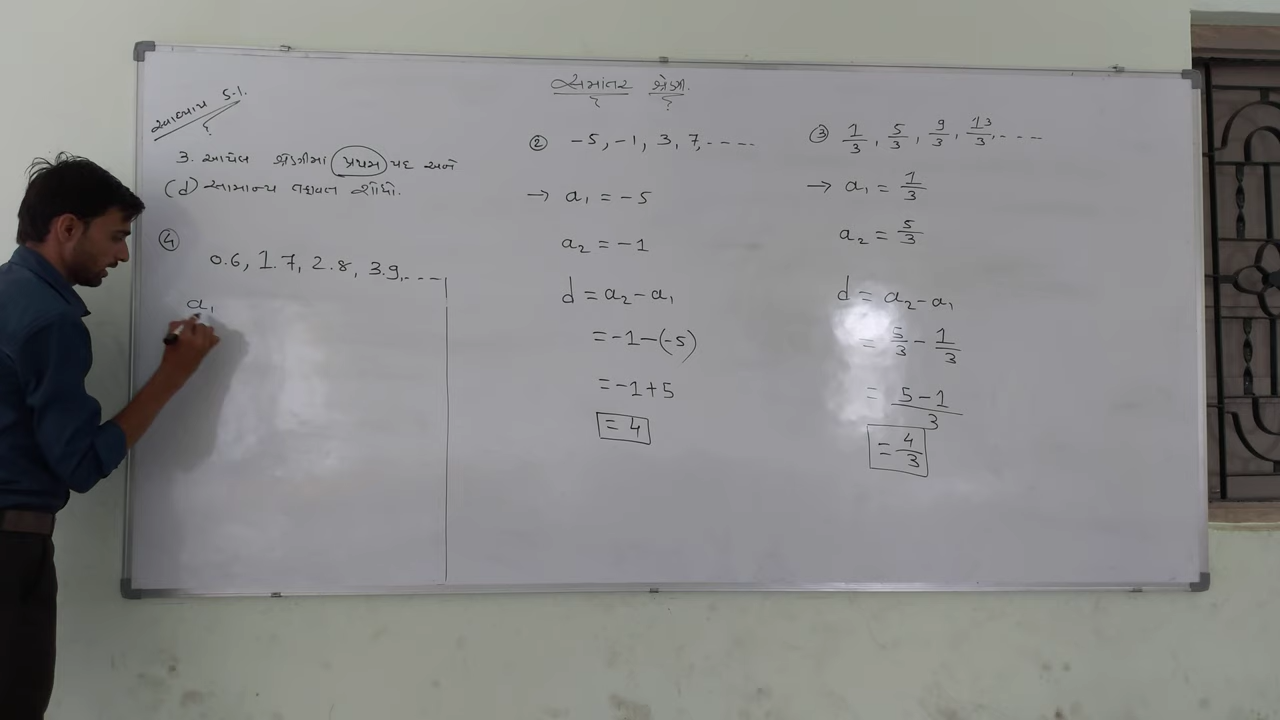 સમાંતર શ્રેણી.
સ્વાધ્યાય 5.1.
3. આપેલ શ્રેણીમાં પ્રથમ પદ અને
(d) સામાન્ય તફાવત શોધો.
④
0.6, 1.7, 2.8, 3.9, ----
a₁
② -5, -1, 3, 7, -----
→ a₁ = -5
a₂ = -1
d = a₂ - a₁
= -1 - (-5)
= -1 + 5
= 4
③ 1/3, 5/3, 9/3, 13/3, ----
→ a₁ = 1/3
a₂ = 5/3
d = a₂ - a₁
= 5/3 - 1/3
= 5 - 1 / 3
= 4/3